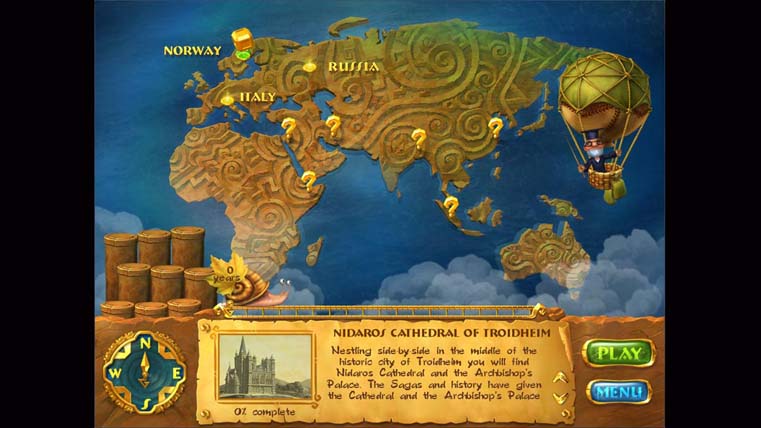 NORWAY
RUSSIA
ITALY
?
?
?
?
?
?
0
years
NIDAROS CATHEDRAL OF TROIDHEIM
Nestling side-by-side in the middle of the
historic city of Troidheim you will find
Nidaros Cathedral and the Archbishop's
Palace. The Sagas and history have given
the Cathedral and the Archbishop's Palace
0% complete
N
W
E
S
PLAY
MENU